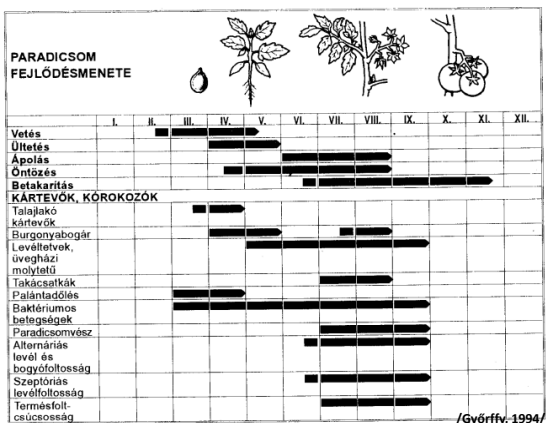 PARADICSOM
FEJLŐDÉSMENETE
I. II. III. IV. V. VI. VII. VIII. IX. X. XI. XII.
Vetés
Ültetés
Ápolás
Öntözés
Betakarítás
KÁRTEVŐK, KÓROKOZÓK
Talajlakó
kártevők
Burgonyabogár
Levéltetvek,
üvegházi
molytetű
Takácsatkák
Palántadőlés
Baktériumos
betegségek
Paradicsomvész
Alternáriás
levél és
bogyófoltosság
Szeptóriás
levélfoltosság
Termésfolt-
csúcsosság
/Győrffy, 1994/